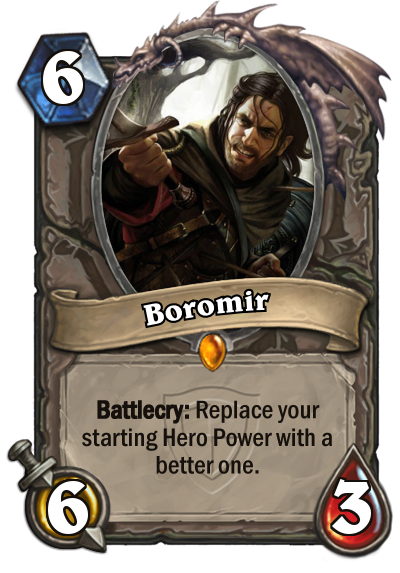 6
Boromir
Battlecry: Replace your
starting Hero Power with a
better one.
6
3